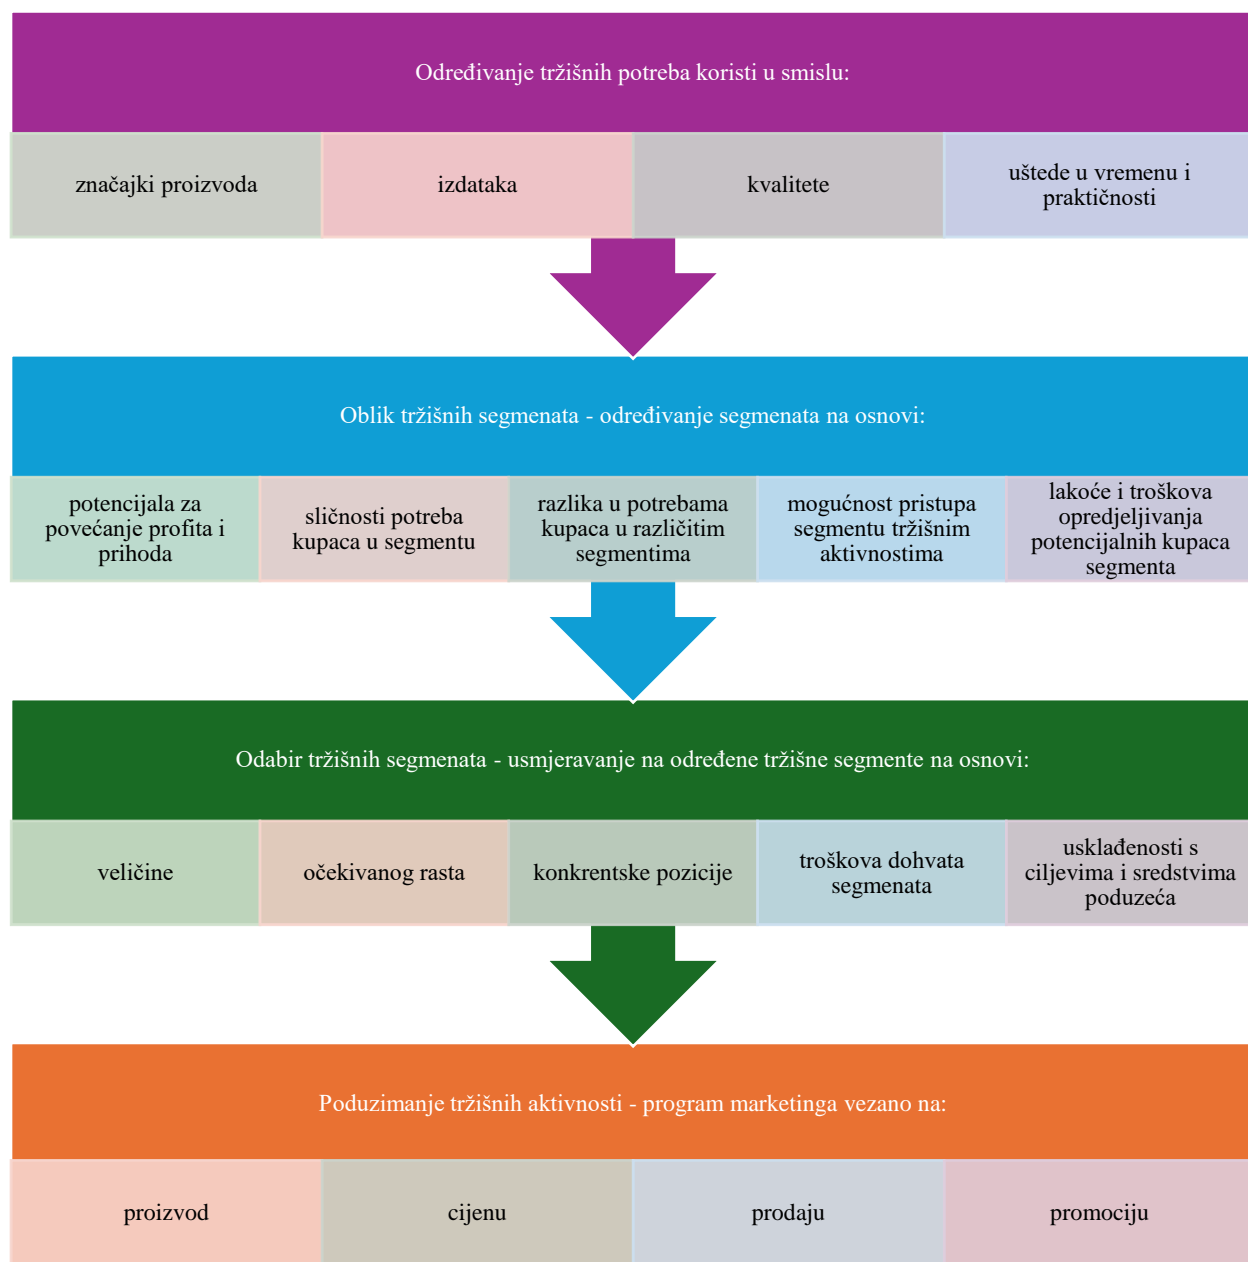 Određivanje tržišnih potreba koristi u smislu:
značajki proizvoda
izdataka
kvalitete
uštede u vremenu i
praktičnosti
Oblik tržišnih segmenata - određivanje segmenata na osnovi:
potencijala za
povećanje profita i
prihoda
sličnosti potreba
kupaca u segmentu
razlika u potrebama
kupaca u različitim
segmentima
mogućnost pristupa
segmentu tržišnim
aktivnostima
lakoće i troškova
opredjeljivanja
potencijalnih kupaca
segmenta
Odabir tržišnih segmenata - usmjeravanje na određene tržišne segmente na osnovi:
veličine
očekivanog rasta
konkrentske pozicije
troškova dohvata
segmenata
usklađenosti s
ciljevima i sredstvima
poduzeća
Poduzimanje tržišnih aktivnosti - program marketinga vezano na:
proizvod
cijenu
prodaju
promociju